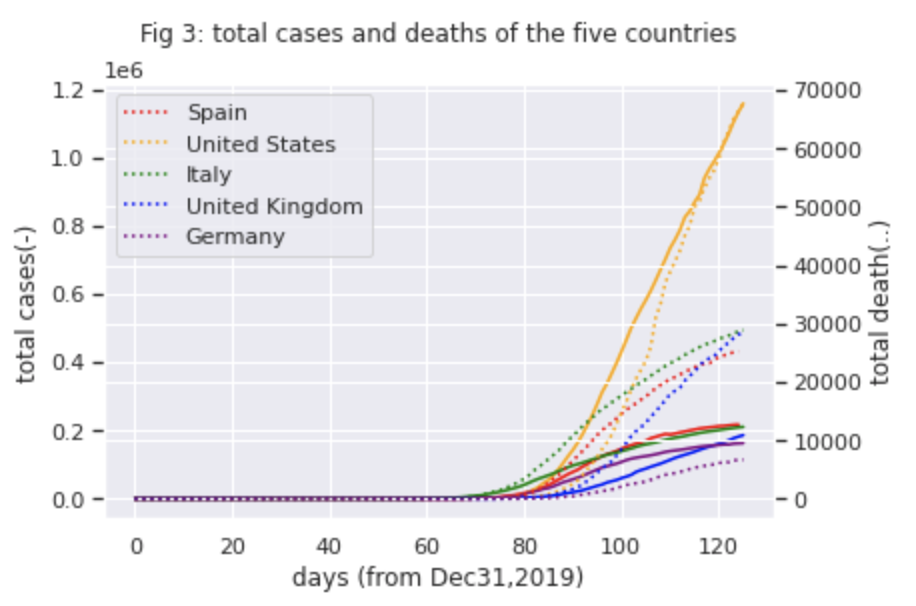 Fig 3: total cases and deaths of the five countries
1e6
1.2
1.0
0.8
0.6
0.4
0.2
0.0
total cases(-)
Spain
United States
Italy
United Kingdom
Germany
70000
60000
50000
40000
30000
20000
10000
0
total death(..)
0 20 40 60 80 100 120
days (from Dec31,2019)